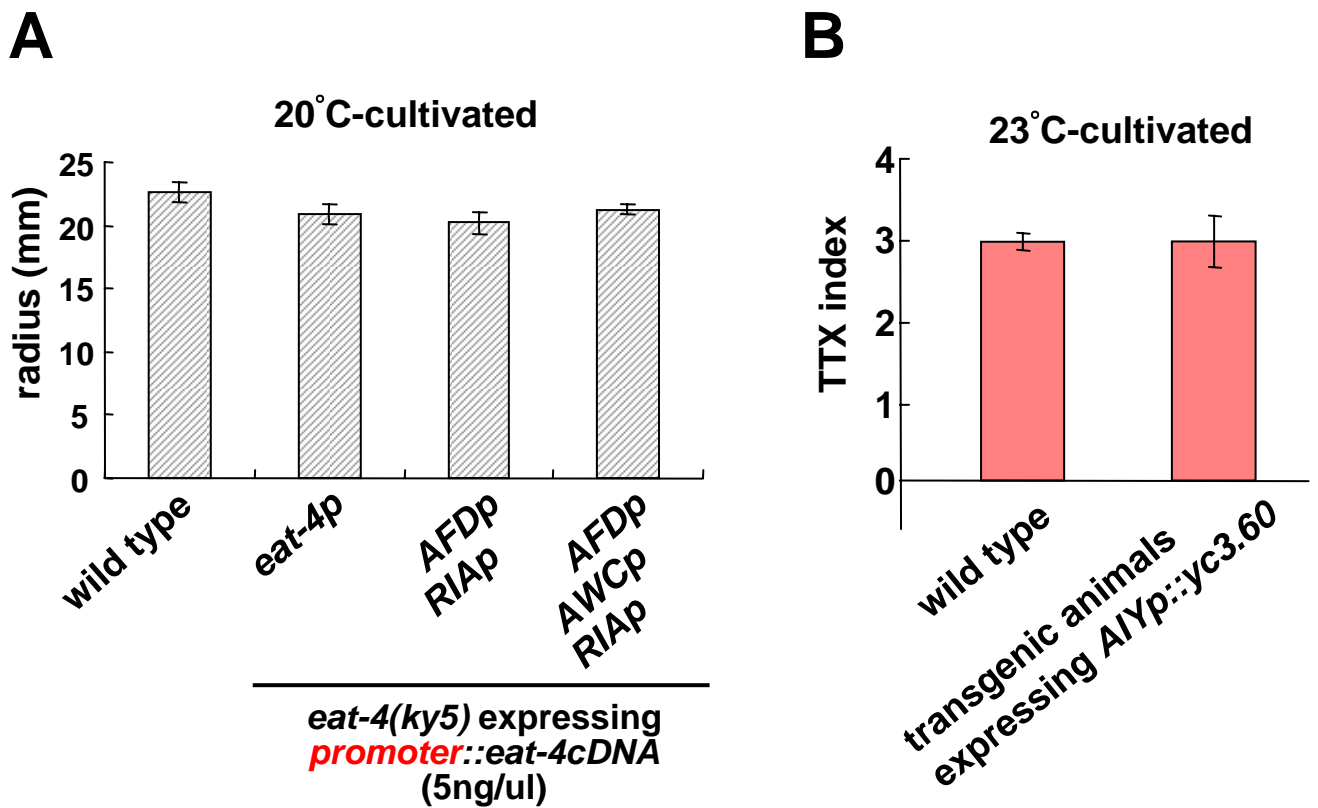 A
20°C-cultivated
radius (mm)
25
20
15
10
5
0
wild type
eat-4p
AFDp
RIAp
AFDp
AWCp
RIAp
eat-4(ky5) expressing
promoter::eat-4cDNA
(5ng/ul)
B
23°C-cultivated
TTX index
4
3
2
1
0
wild type
transgenic animals
expressing AIYp::yc3.60